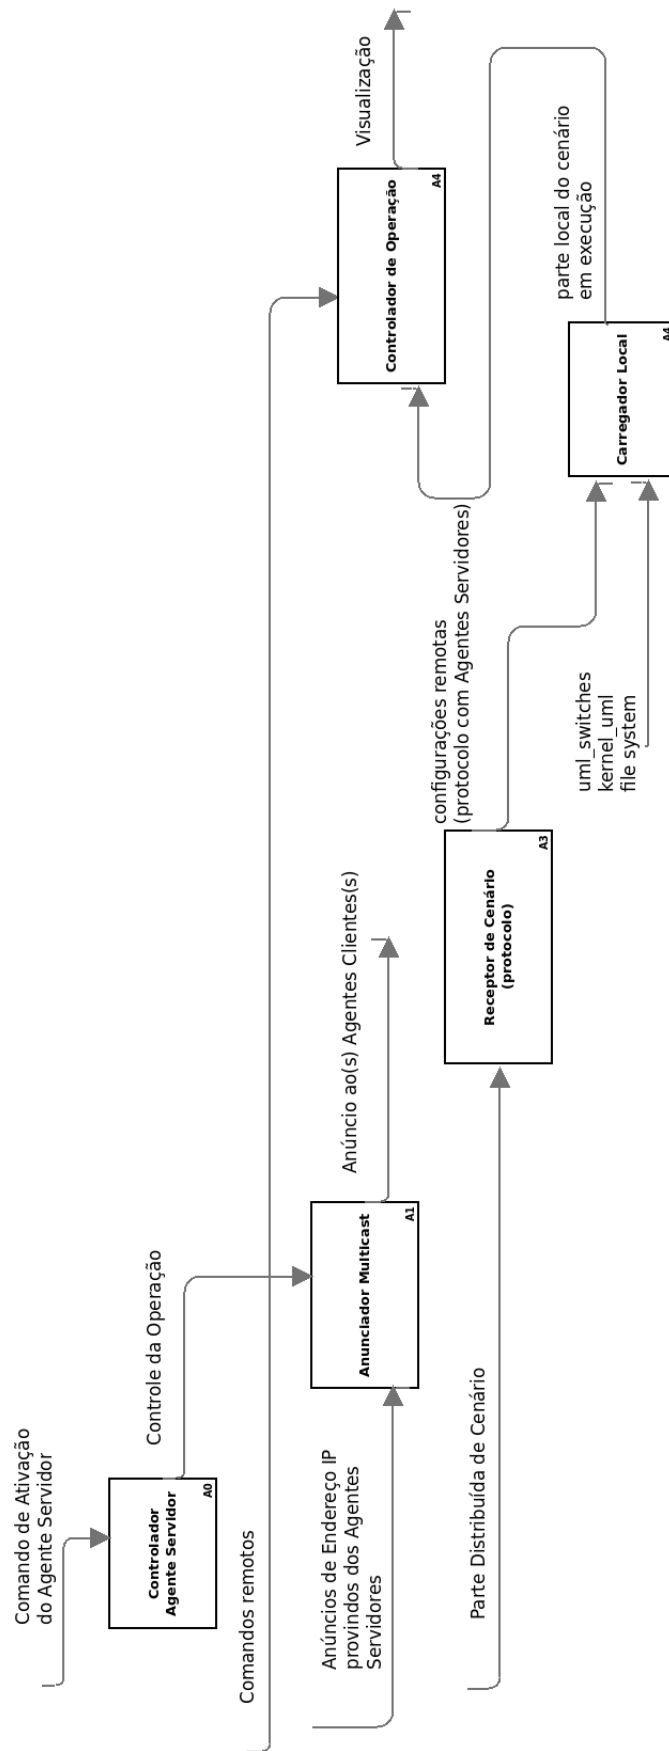 Comando de Ativação
do Agente Servidor
Controlador
Agente Servidor
A0
Controle da Operação
Comandos remotos
Anúncios de Endereço IP
provindos dos Agentes
Servidores
Anunciador Multicast
A1
Anúncio ao(s) Agentes Clientes(s)
Parte Distribuída de Cenário
Receptor de Cenário
(protocolo)
A3
configurações remotas
(protocolo com Agentes Servidores)
uml_switches
kernel_uml
file system
Carregador Local
A4
parte local do cenário
em execução
Controlador de Operação
A4
Visualização